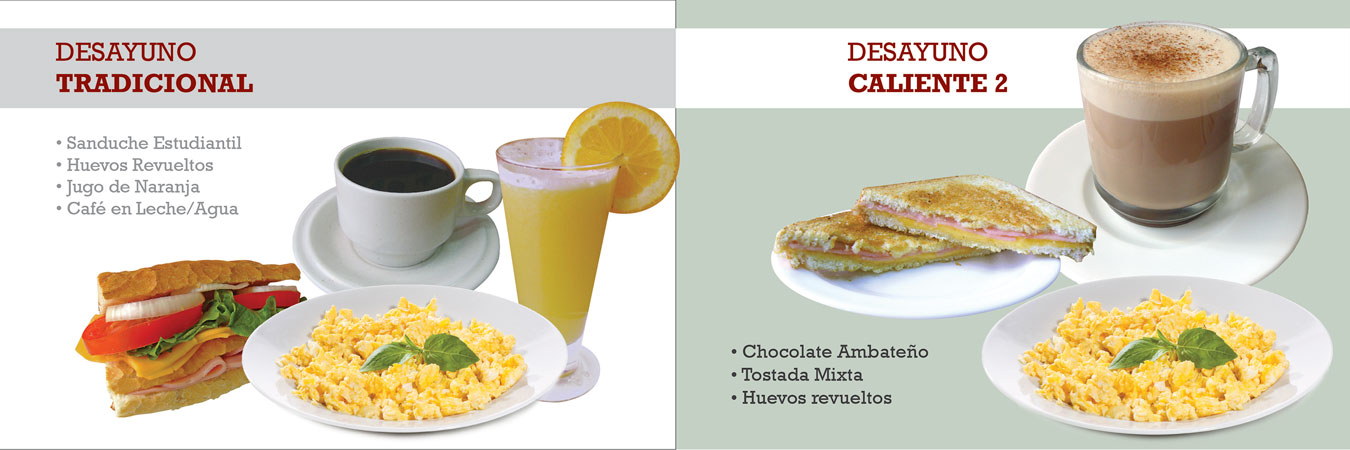 DESAYUNO
TRADICIONAL
• Sanduche Estudiantil
• Huevos Revueltos
• Jugo de Naranja
• Café en Leche/Agua
DESAYUNO
CALIENTE 2
• Chocolate Ambateño
• Tostada Mixta
• Huevos revueltos